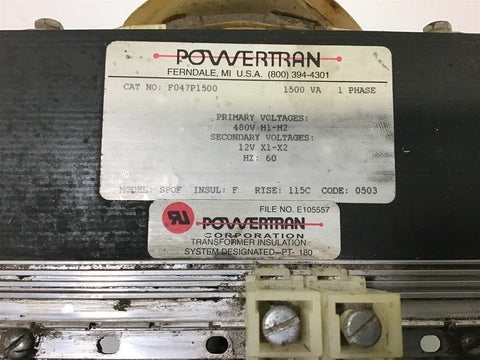 POWERTRAN
FERNDALE, MI U.S.A. (800) 394-4301
CAT NO: F047P1500 1500 VA 1 PHASE
PRIMARY VOLTAGES:
480V H1-H2
SECONDARY VOLTAGES:
12V X1-X2
HZ: 60
MODEL: SPOF INSUL: F RISE: 115C CODE: 0503
FILE NO. E105557
RU POWERTRAN
CORPORATION
TRANSFORMER INSULATION
SYSTEM DESIGNATED-PT- 180